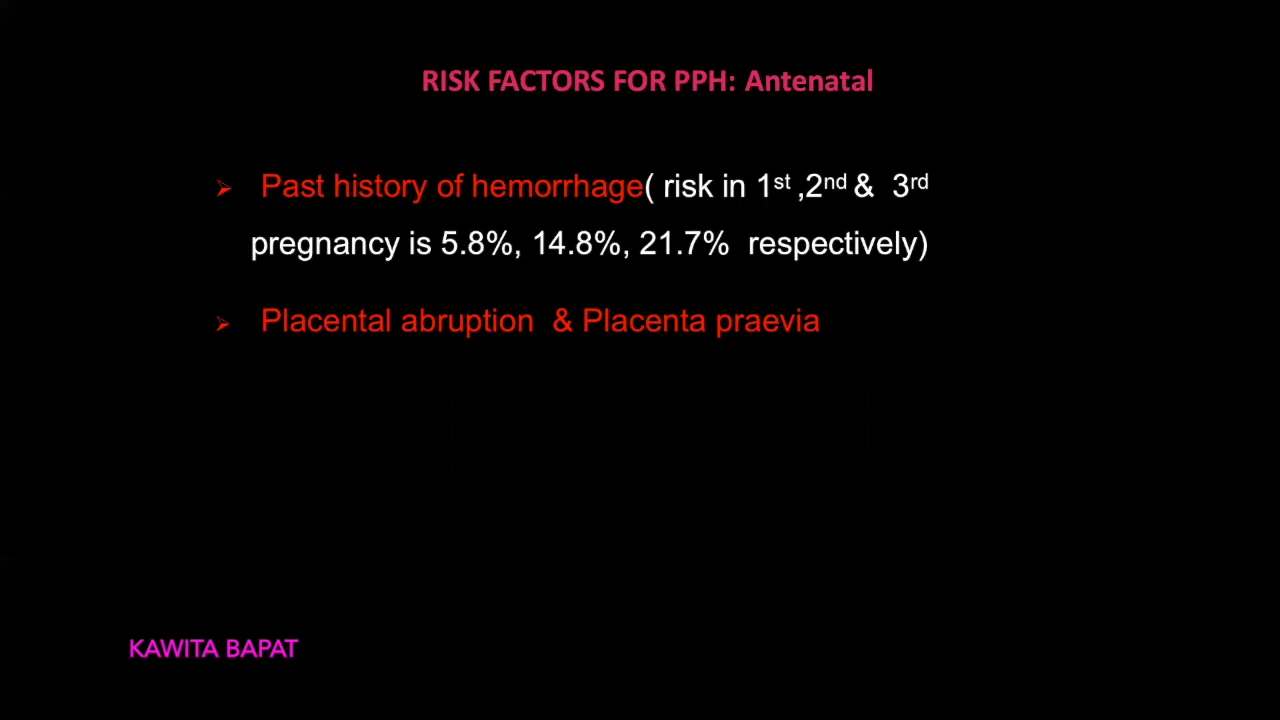 RISK FACTORS FOR PPH: Antenatal
➢ Past history of hemorrhage( risk in 1st ,2nd & 3rd
pregnancy is 5.8%, 14.8%, 21.7% respectively)
➢ Placental abruption & Placenta praevia
KAWITA BAPAT